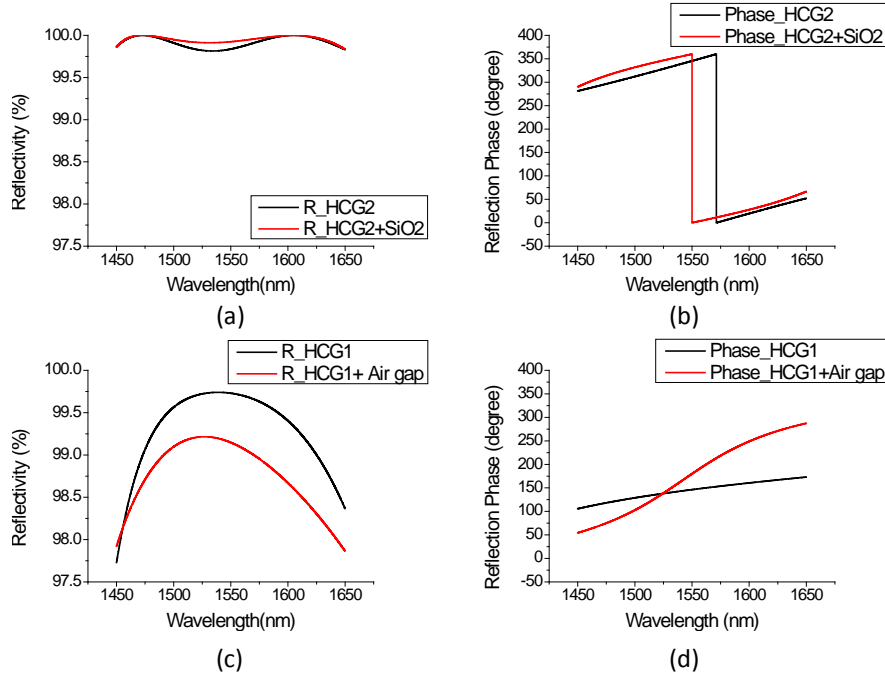 100.0
99.5
99.0
98.5
98.0
97.5
Reflectivity (%)
R_HCG2
R_HCG2+SiO2
1450 1500 1550 1600 1650
Wavelength(nm)
(a)
400
350
300
250
200
150
100
50
0
-50
Reflection Phase (degree)
Phase_HCG2
Phase_HCG2+SiO2
1450 1500 1550 1600 1650
Wavelength (nm)
(b)
100.0
99.5
99.0
98.5
98.0
97.5
Reflectivity (%)
R_HCG1
R_HCG1+ Air gap
1450 1500 1550 1600 1650
Wavelength(nm)
(c)
400
350
300
250
200
150
100
50
0
-50
Reflection Phase (degree)
Phase_HCG1
Phase_HCG1+Air gap
1450 1500 1550 1600 1650
Wavelength (nm)
(d)